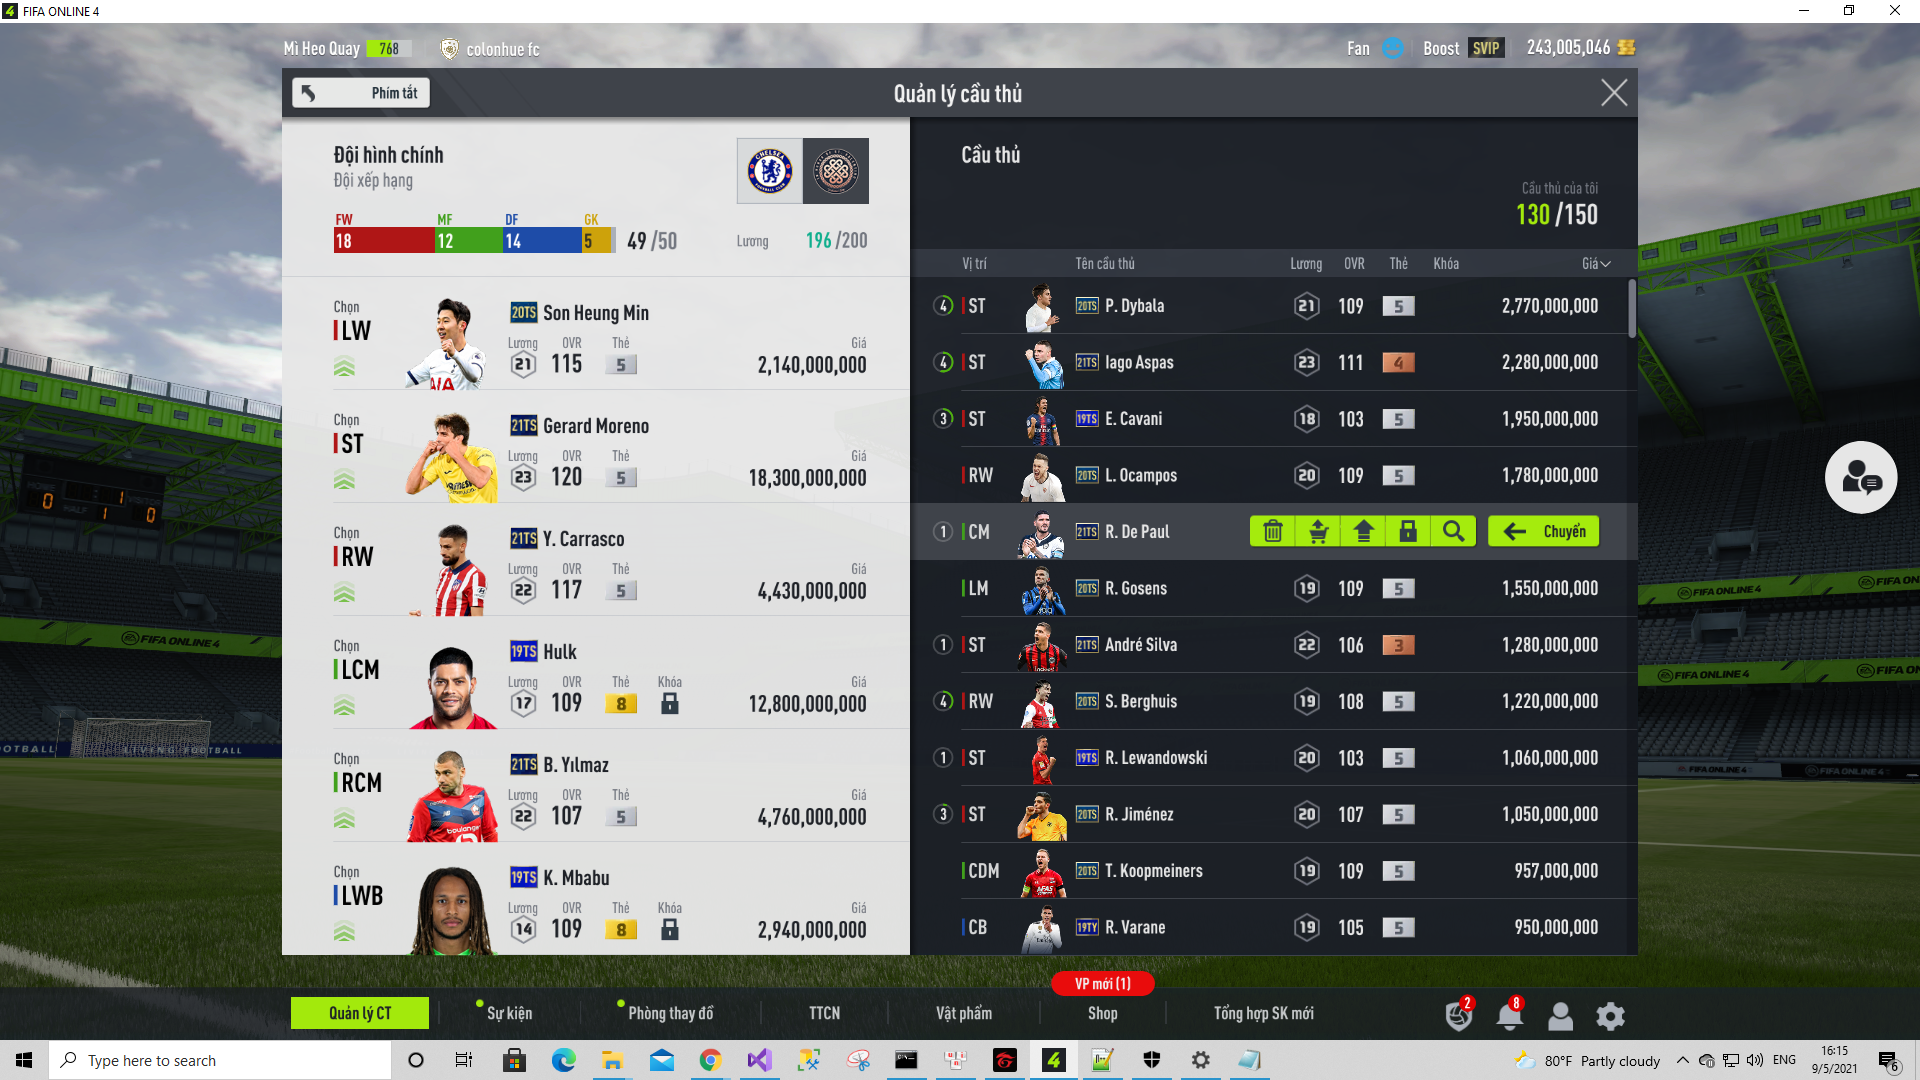 FIFA ONLINE 4
Mì Heo Quay 768 colonhue fc
Fan Boost SVIP 243,005,046
Phím tắt
Quản lý cầu thủ
Đội hình chính
Đội xếp hạng
FW MF DF GK
18 12 14 5 49 /50
Lương 196 /200
Chọn
LW
20TS Son Heung Min
Lương OVR Thẻ Giá
21 115 5 2,140,000,000
Chọn
ST
21TS Gerard Moreno
Lương OVR Thẻ Giá
23 120 5 18,300,000,000
Chọn
RW
21TS Y. Carrasco
Lương OVR Thẻ Giá
22 117 5 4,430,000,000
Chọn
LCM
19TS Hulk
Lương OVR Thẻ Khóa Giá
17 109 8 12,800,000,000
Chọn
RCM
21TS B. Yılmaz
Lương OVR Thẻ Giá
22 107 5 4,760,000,000
Chọn
LWB
19TS K. Mbabu
Lương OVR Thẻ Khóa Giá
14 109 8 2,940,000,000
Cầu thủ
Cầu thủ của tôi
130 /150
Vị trí Tên cầu thủ Lương OVR Thẻ Khóa Giá
4 ST 20TS P. Dybala 21 109 5 2,770,000,000
4 ST 21TS Iago Aspas 23 111 4 2,280,000,000
3 ST 19TS E. Cavani 18 103 5 1,950,000,000
RW 20TS L. Ocampos 20 109 5 1,780,000,000
1 CM 21TS R. De Paul Chuyển
LM 20TS R. Gosens 19 109 5 1,550,000,000
1 ST 21TS André Silva 22 106 3 1,280,000,000
4 RW 20TS S. Berghuis 19 108 5 1,220,000,000
1 ST 19TS R. Lewandowski 20 103 5 1,060,000,000
3 ST 20TS R. Jiménez 20 107 5 1,050,000,000
CDM 20TS T. Koopmeiners 19 109 5 957,000,000
CB 19TY R. Varane 19 105 5 950,000,000
VP mới (1)
Quản lý CT Sự kiện Phòng thay đồ TTCN Vật phẩm Shop Tổng hợp SK mới 2 8
Type here to search
80°F Partly cloudy ENG 16:15
9/5/2021 6